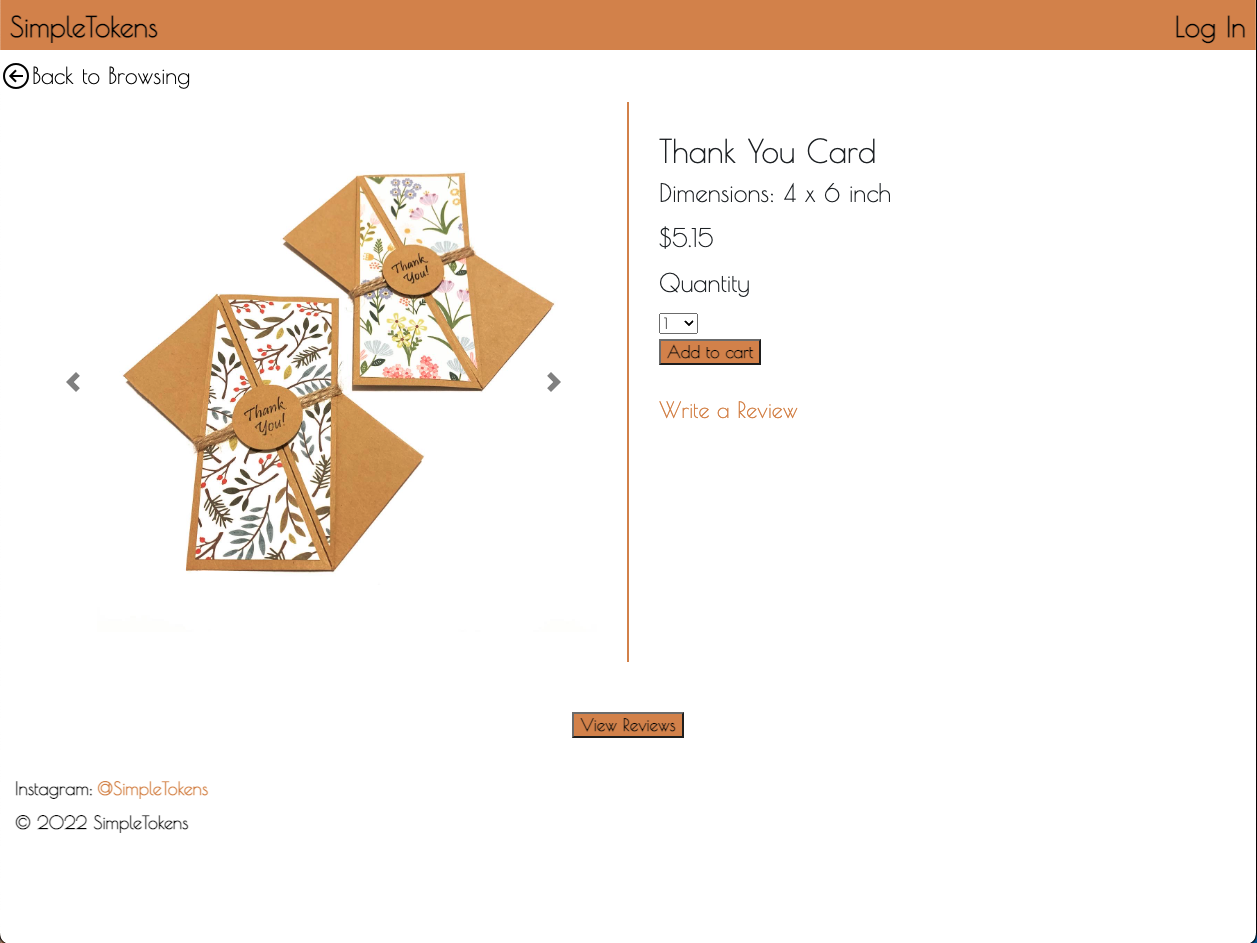 SimpleTokens
Log In
Back to Browsing
Thank You Card
Dimensions: 4 x 6 inch
$5.15
Quantity
1
Add to cart
Write a Review
Thank
You!
Thank
You!
View Reviews
Instagram: @SimpleTokens
© 2022 SimpleTokens